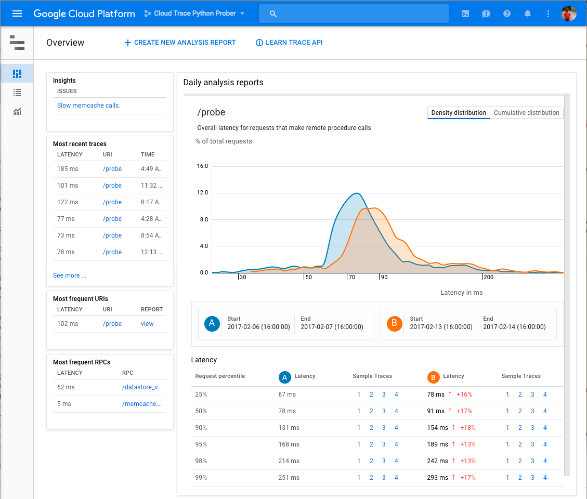 Google Cloud Platform
Cloud Trace Python Prober
Overview
CREATE NEW ANALYSIS REPORT
LEARN TRACE API
Insights
ISSUES
Slow memcache calls.
Most recent traces
LATENCY URI TIME
185 ms /probe 4:49 A..
101 ms /probe 11:32 ...
122 ms /probe 8:17 A..
77 ms /probe 4:28 A..
73 ms /probe 8:54 A..
78 ms /probe 12:13 ...
See more ...
Most frequent URIs
LATENCY URI REPORT
102 ms /probe view
Most frequent RPCs
LATENCY RPC
62 ms /datastore_v..
5 ms /memcache...
Daily analysis reports
/probe
Density distribution Cumulative distribution
Overall latency for requests that make remote procedure calls
% of total requests
16.0
12.0
8.0
4.0
0.0
30 50 70 90 200
Latency in ms
A Start End
2017-02-06 (16:00:00) 2017-02-07 (16:00:00)
B Start End
2017-02-13 (16:00:00) 2017-02-14 (16:00:00)
Latency
Request percentile A Latency Sample Traces B Latency Sample Traces
25% 67 ms 1 2 3 4 78 ms ↑ +16% 1 2 3 4
50% 78 ms 1 2 3 4 91 ms ↑ +17% 1 2 3 4
90% 131 ms 1 2 3 4 154 ms ↑ +18% 1 2 3 4
95% 168 ms 1 2 3 4 189 ms ↑ +13% 1 2 3 4
98% 214 ms 1 2 3 4 242 ms ↑ +13% 1 2 3 4
99% 251 ms 1 2 3 4 293 ms ↑ +17% 1 2 3 4